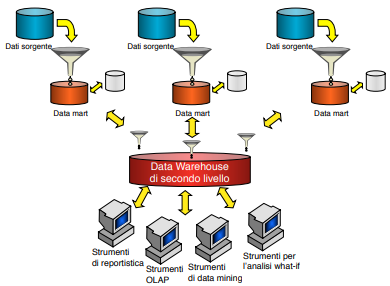 Dati sorgente
Dati sorgente
Dati sorgente
Data mart
Data mart
Data mart
Data Warehouse
di secondo livello
Strumenti
di reportistica
Strumenti
OLAP
Strumenti
di data mining
Strumenti per
l'analisi what-if